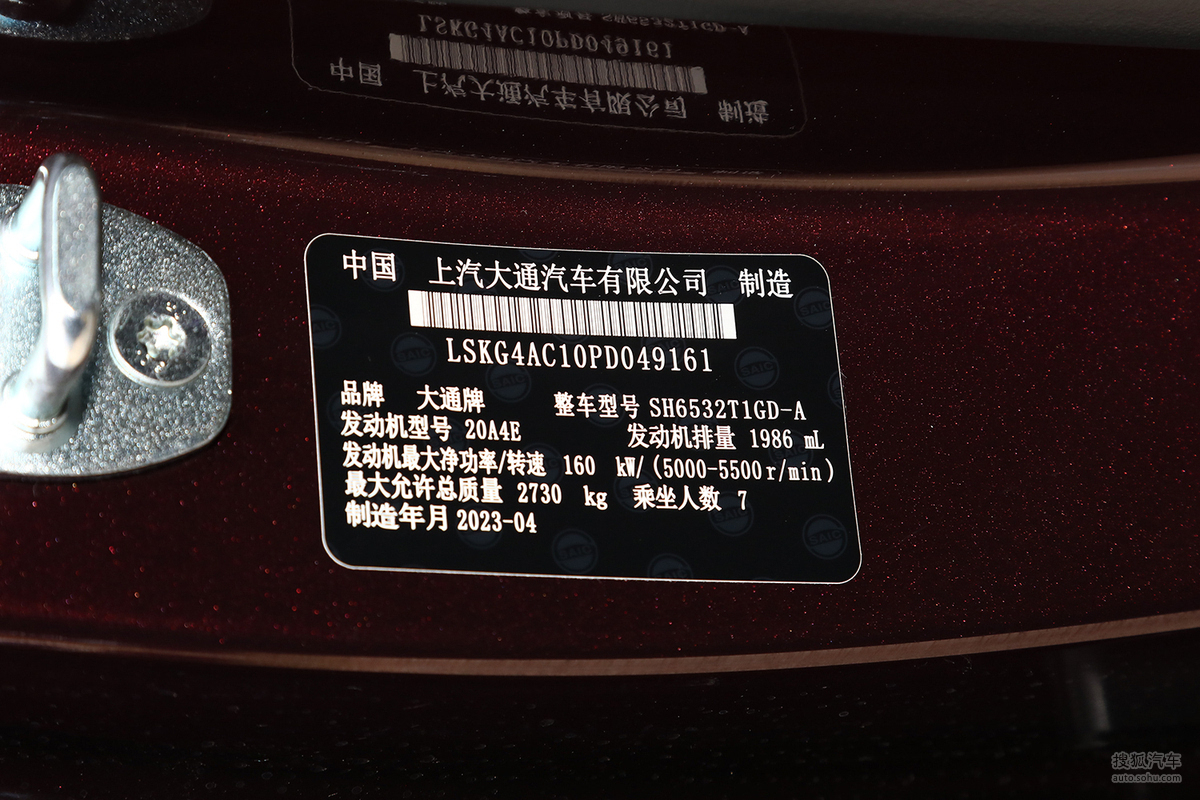 中国 上汽大通汽车有限公司 制造
LSKG4AC10PD049161
品牌 大通牌 整车型号 SH6532T1GD-A
发动机型号 20A4E 发动机排量 1986 mL
发动机最大净功率/转速 160 kW/(5000-5500r/min)
最大允许总质量 2730 kg 乘坐人数 7
制造年月 2023-04
搜狐汽车
auto.sohu.com